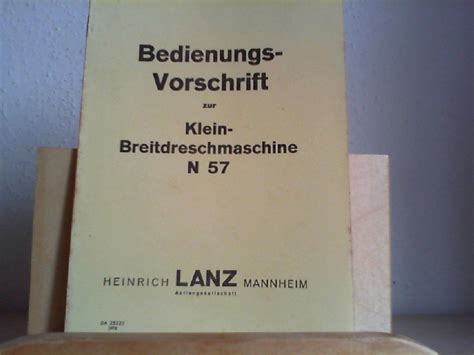 Bedienungs-
Vorschrift
zur
Klein-
Breitdreschmaschine
N 57
HEINRICH LANZ MANNHEIM
Aktiengesellschaft